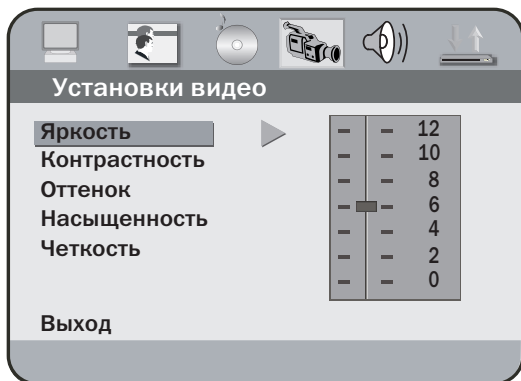 Установки видео
Яркость
Контрастность
Оттенок
Насыщенность
Четкость
Выход
12
10
8
6
4
2
0